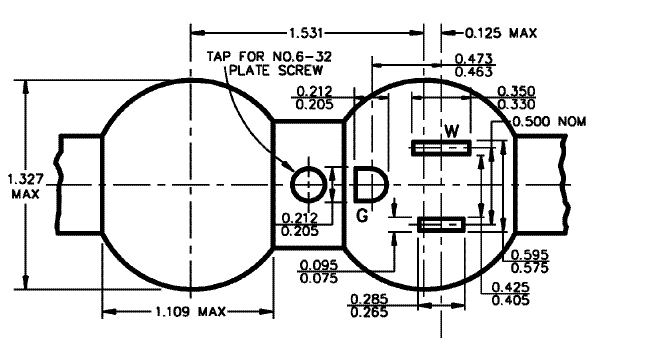 1.531
0.125 MAX
TAP FOR NO.6-32
PLATE SCREW
0.473
0.463
0.212
0.205
0.350
0.330
0.500 NOM
W
1.327
MAX
G
0.212
0.205
0.095
0.075
0.595
0.575
0.285
0.265
0.425
0.405
1.109 MAX